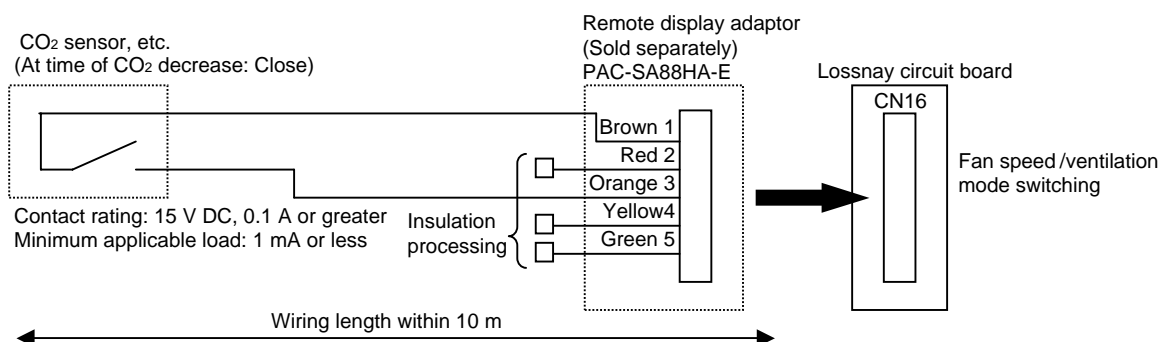 CO2 sensor, etc.
(At time of CO2 decrease: Close)
Remote display adaptor
(Sold separately)
PAC-SA88HA-E
Lossnay circuit board
CN16
Brown 1
Red 2
Orange 3
Yellow4
Green 5
Fan speed /ventilation
mode switching
Contact rating: 15 V DC, 0.1 A or greater
Minimum applicable load: 1 mA or less
Insulation
processing
Wiring length within 10 m